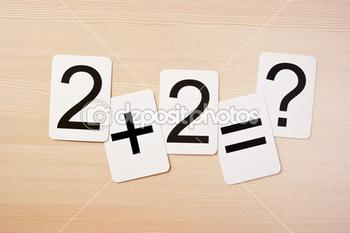 2 + 2 = ?
depositphotos